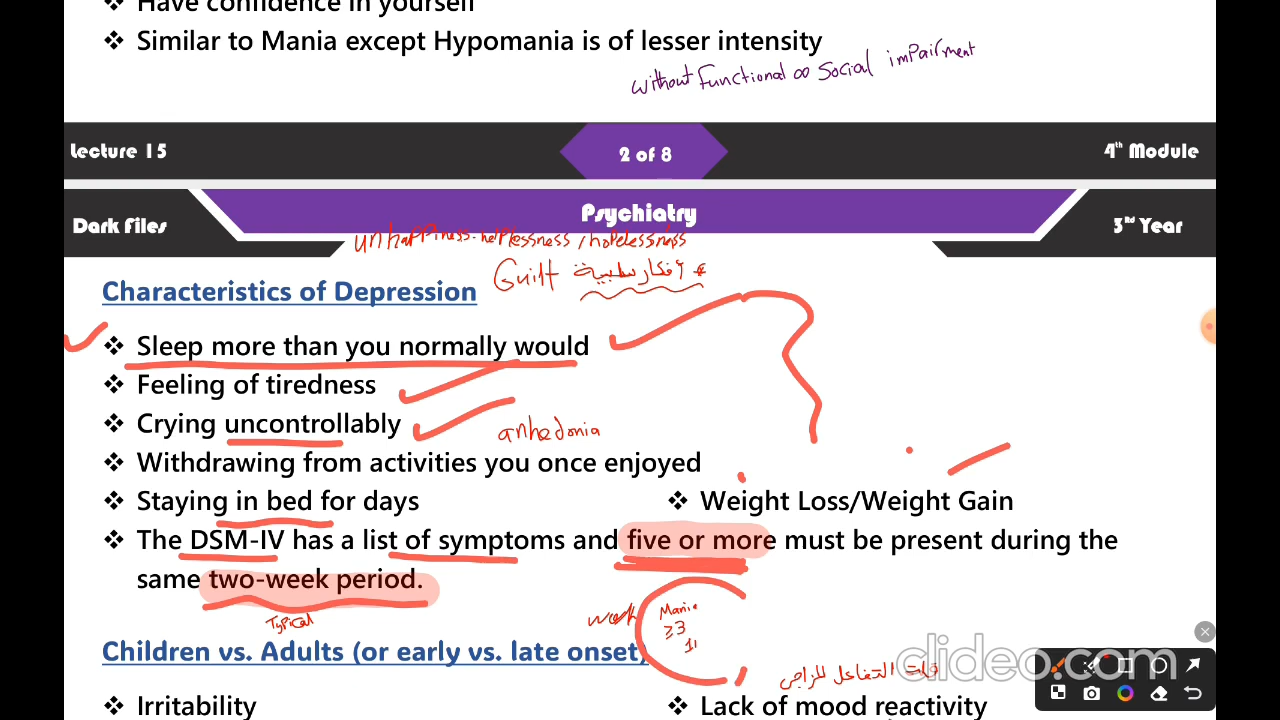 Have confidence in yourself
Similar to Mania except Hypomania is of lesser intensity
without functional or social impairment
Lecture 15
2 of 8
4th Module
Dark Files
Psychiatry
3rd Year
unhappiness. helplessness / hopelessness
Guilt أفكار سلبية *
Characteristics of Depression
❖ Sleep more than you normally would
❖ Feeling of tiredness
❖ Crying uncontrollably
anhedonia
❖ Withdrawing from activities you once enjoyed
❖ Staying in bed for days
❖ Weight Loss/Weight Gain
❖ The DSM-IV has a list of symptoms and five or more must be present during the
same two-week period.
Typical
week
Mania
≥3
Children vs. Adults (or early vs. late onset)
قلت التفاعل المزاجي
clideo.com
❖ Irritability
❖ Lack of mood reactivity